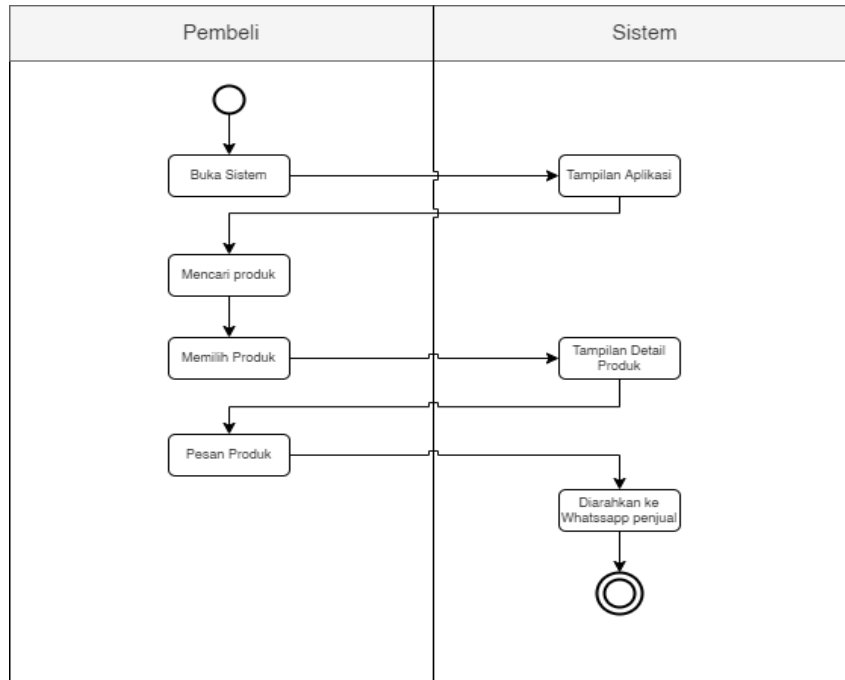 Pembeli
Sistem
Buka Sistem
Tampilan Aplikasi
Mencari produk
Memilih Produk
Tampilan Detail
Produk
Pesan Produk
Diarahkan ke
Whatssapp penjual